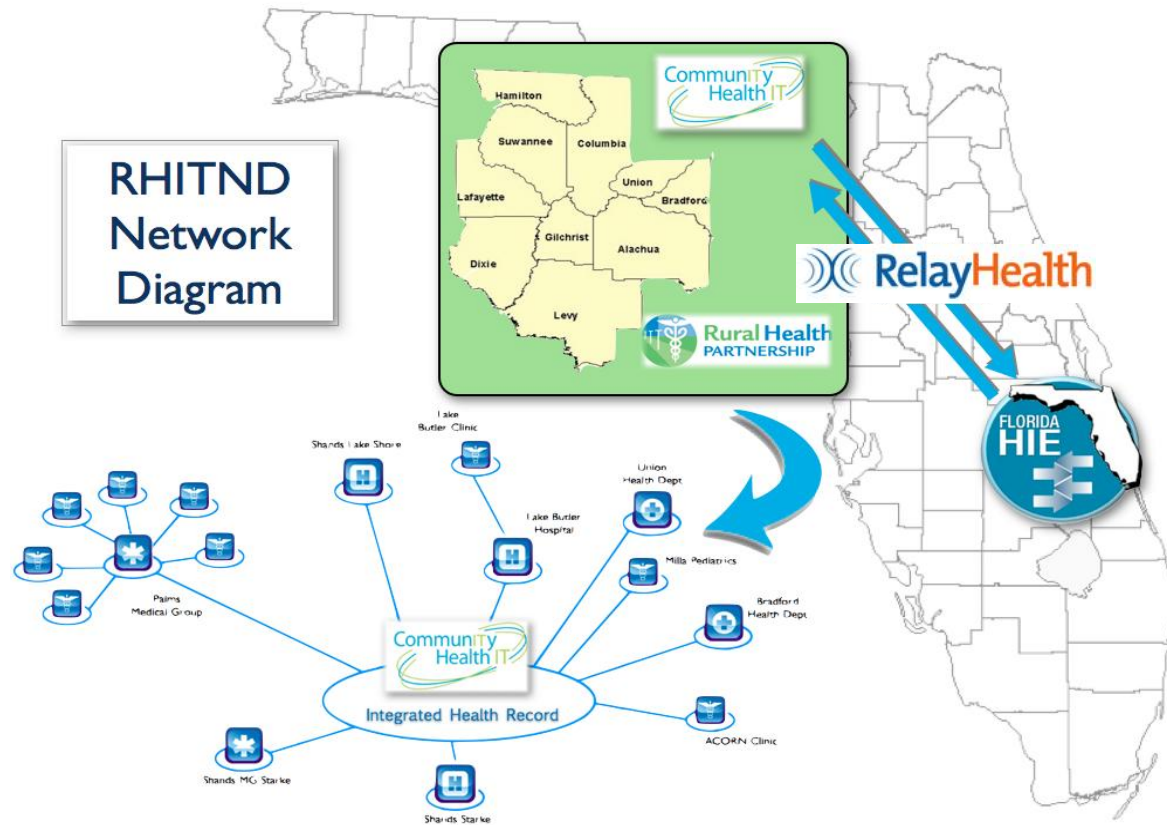 RHITND
Network
Diagram
CommunITy
Health IT
Hamilton
Suwannee
Columbia
Union
Bradford
Lafayette
Gilchrist
Alachua
Dixie
Levy
Rural Health
PARTNERSHIP
RelayHealth
FLORIDA
HIE
Lake
Butler Clinic
Shands Lake Shore
Union
Health Dept
Lake Butler
Hospital
Milla Pediatrics
Palms
Medical Group
Bradford
Health Dept
CommunITy
Health IT
Integrated Health Record
ACORN Clinic
Shands MG Starke
Shands Starke